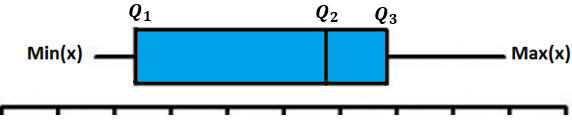 Q₁ Q₂ Q₃
Min(x) Max(x)